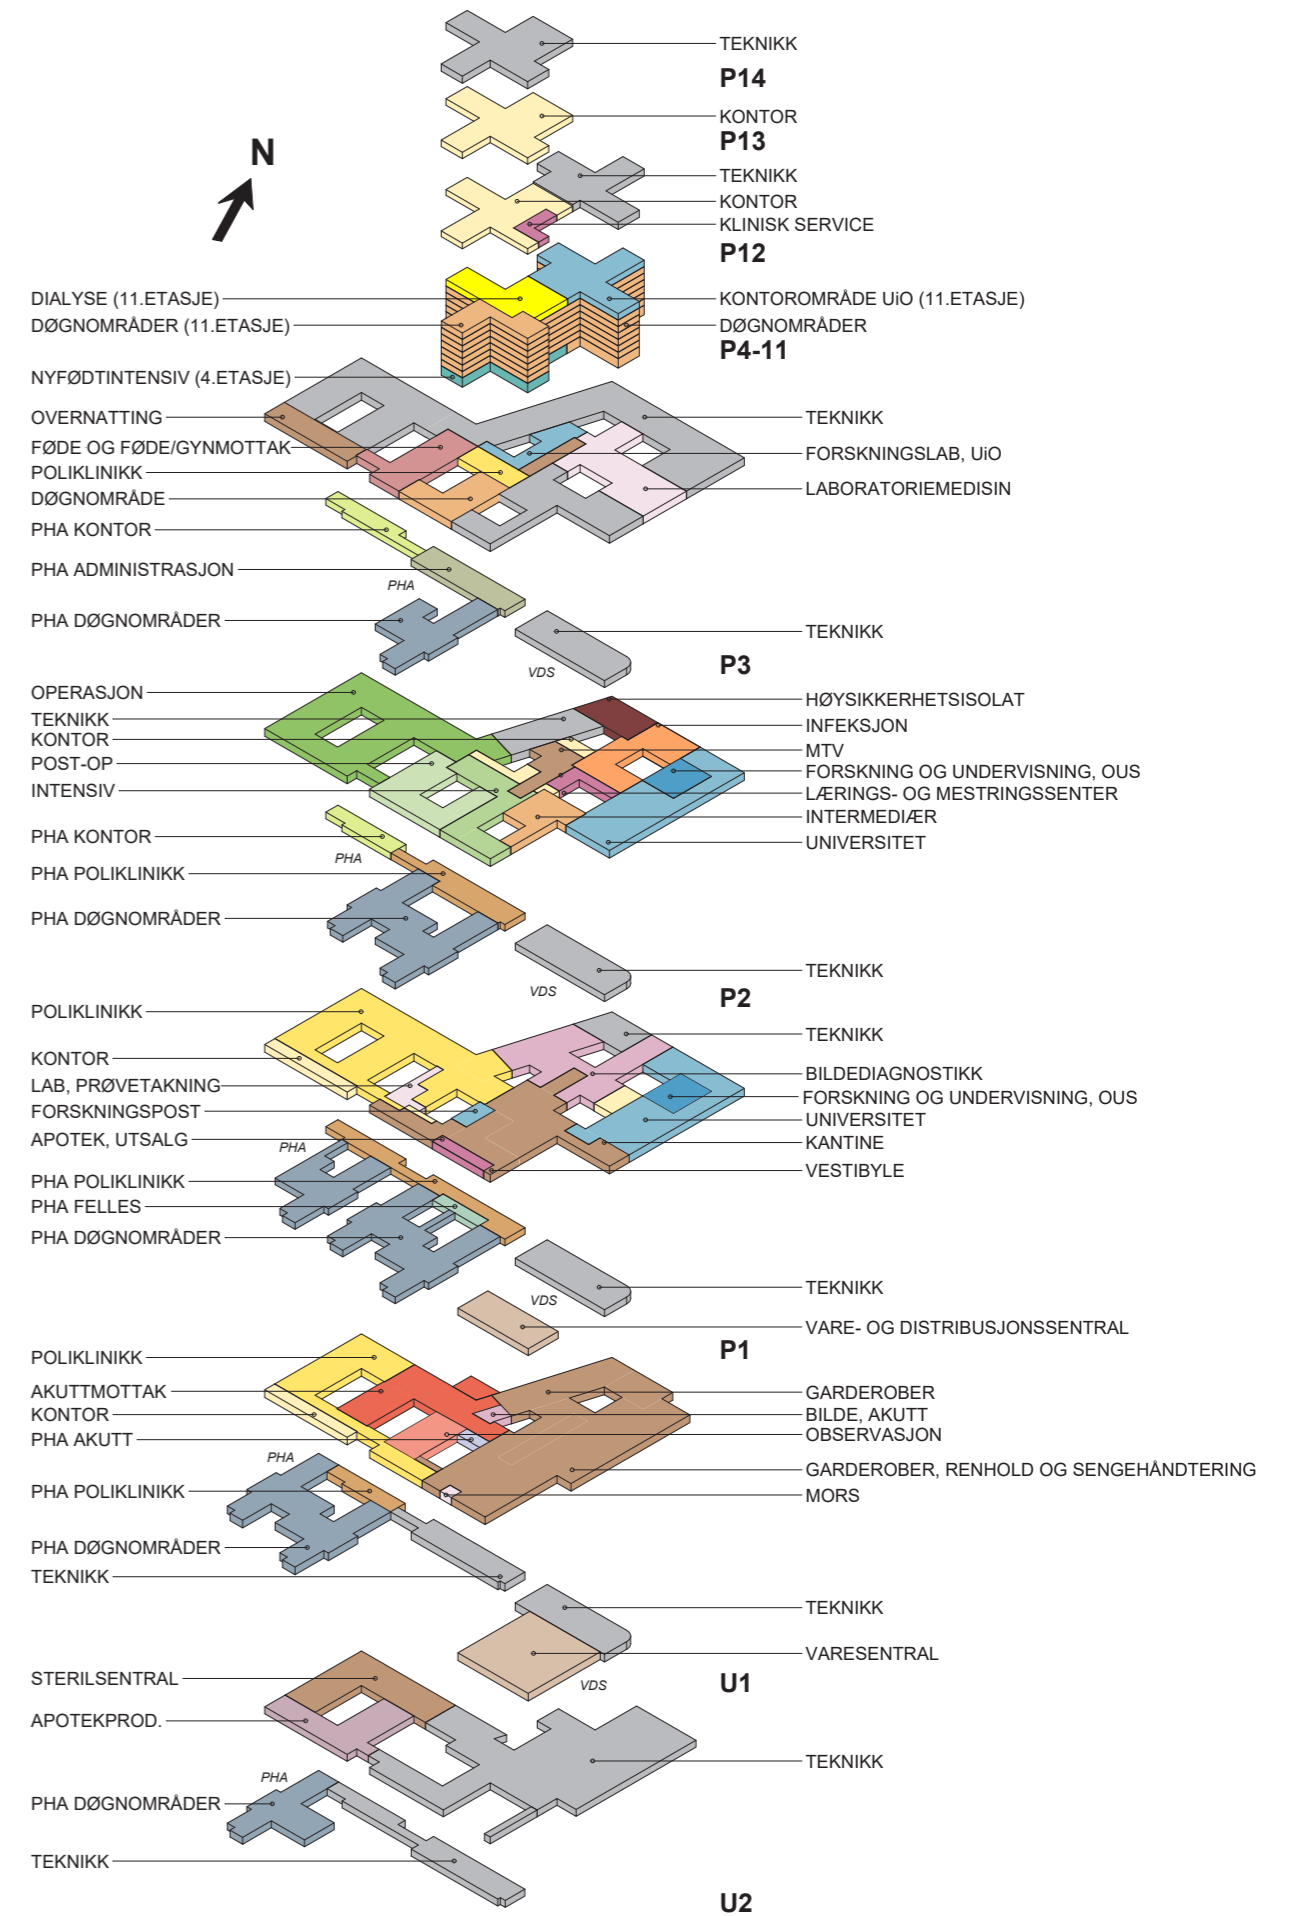 TEKNIKK
P14
KONTOR
P13
N
TEKNIKK
KONTOR
KLINISK SERVICE
P12
DIALYSE (11.ETASJE)
KONTOROMRÅDE UiO (11.ETASJE)
DØGNOMRÅDER (11.ETASJE)
DØGNOMRÅDER
P4-11
NYFØDTINTENSIV (4.ETASJE)
OVERNATTING
TEKNIKK
FØDE OG FØDE/GYNMOTTAK
FORSKNINGSLAB, UiO
POLIKLINIKK
LABORATORIEMEDISIN
DØGNOMRÅDE
PHA KONTOR
PHA ADMINISTRASJON
PHA
PHA DØGNOMRÅDER
TEKNIKK
VDS
P3
OPERASJON
HØYSIKKERHETSISOLAT
TEKNIKK
INFEKSJON
KONTOR
MTV
POST-OP
FORSKNING OG UNDERVISNING, OUS
INTENSIV
LÆRINGS- OG MESTRINGSSENTER
INTERMEDIÆR
PHA KONTOR
UNIVERSITET
PHA
PHA POLIKLINIKK
PHA DØGNOMRÅDER
TEKNIKK
VDS
P2
POLIKLINIKK
TEKNIKK
KONTOR
BILDEDIAGNOSTIKK
LAB, PRØVETAKNING
FORSKNING OG UNDERVISNING, OUS
FORSKNINGSPOST
UNIVERSITET
APOTEK, UTSALG
KANTINE
PHA
VESTIBYLE
PHA POLIKLINIKK
PHA FELLES
PHA DØGNOMRÅDER
TEKNIKK
VDS
VARE- OG DISTRIBUSJONSSENTRAL
P1
POLIKLINIKK
AKUTTMOTTAK
GARDEROBER
KONTOR
BILDE, AKUTT
PHA AKUTT
OBSERVASJON
PHA
GARDEROBER, RENHOLD OG SENGEHÅNDTERING
PHA POLIKLINIKK
MORS
PHA DØGNOMRÅDER
TEKNIKK
TEKNIKK
VARESENTRAL
STERILSENTRAL
VDS
U1
APOTEKPROD.
TEKNIKK
PHA
PHA DØGNOMRÅDER
TEKNIKK
U2